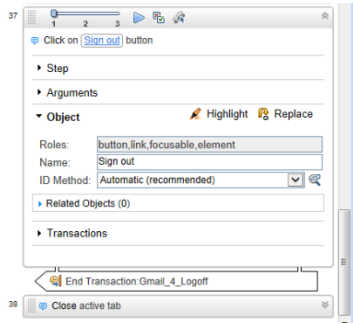 37
1 2 3
Click on Sign out button
Step
Arguments
Object
Highlight Replace
Roles: button,link,focusable,element
Name: Sign out
ID Method: Automatic (recommended)
Related Objects (0)
Transactions
End Transaction:Gmail_4_Logoff
38 Close active tab